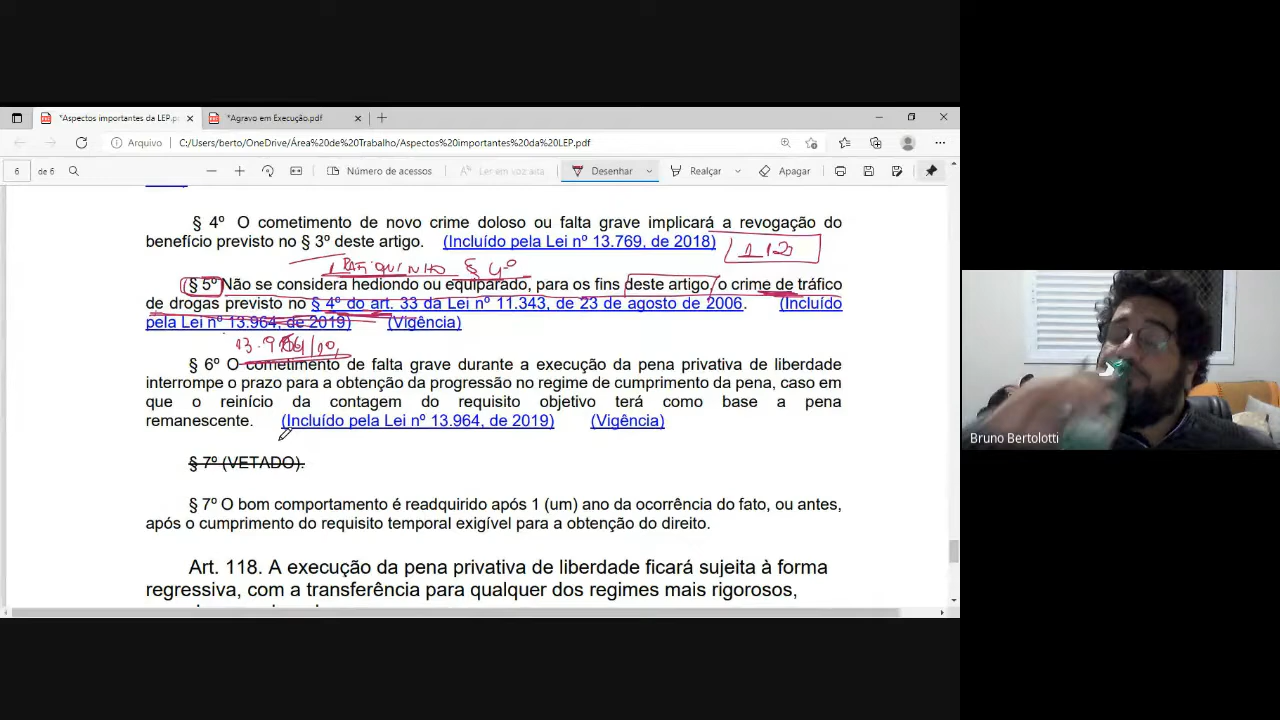 *Aspectos importantes da LEP.p
*Agravo em Execução.pdf
Arquivo
C:/Users/berto/OneDrive/Área%20de%20Trabalho/Aspectos%20importantes%20da%20LEP.pdf
6 de 6
Número de acessos
Ler em voz alta
Desenhar
Realçar
Apagar
§ 4º O cometimento de novo crime doloso ou falta grave implicará a revogação do
benefício previsto no § 3º deste artigo. (Incluído pela Lei nº 13.769, de 2018)
112
§ 4º
§ 5º Não se considera hediondo ou equiparado, para os fins deste artigo, o crime de tráfico
de drogas previsto no § 4º do art. 33 da Lei nº 11.343, de 23 de agosto de 2006. (Incluído
pela Lei nº 13.964, de 2019) (Vigência)
§ 6º O cometimento de falta grave durante a execução da pena privativa de liberdade
interrompe o prazo para a obtenção da progressão no regime de cumprimento da pena, caso em
que o reinício da contagem do requisito objetivo terá como base a pena
remanescente. (Incluído pela Lei nº 13.964, de 2019) (Vigência)
§ 7º (VETADO).
§ 7º O bom comportamento é readquirido após 1 (um) ano da ocorrência do fato, ou antes,
após o cumprimento do requisito temporal exigível para a obtenção do direito.
Art. 118. A execução da pena privativa de liberdade ficará sujeita à forma
regressiva, com a transferência para qualquer dos regimes mais rigorosos,
Bruno Bertolotti